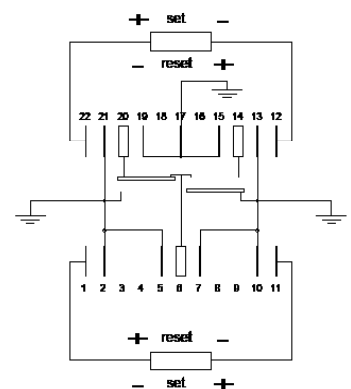 + set –
– reset +
22 21 20 19 18 17 16 15 14 13 12
1 2 3 4 5 6 7 8 9 10 11
+ reset –
– set +